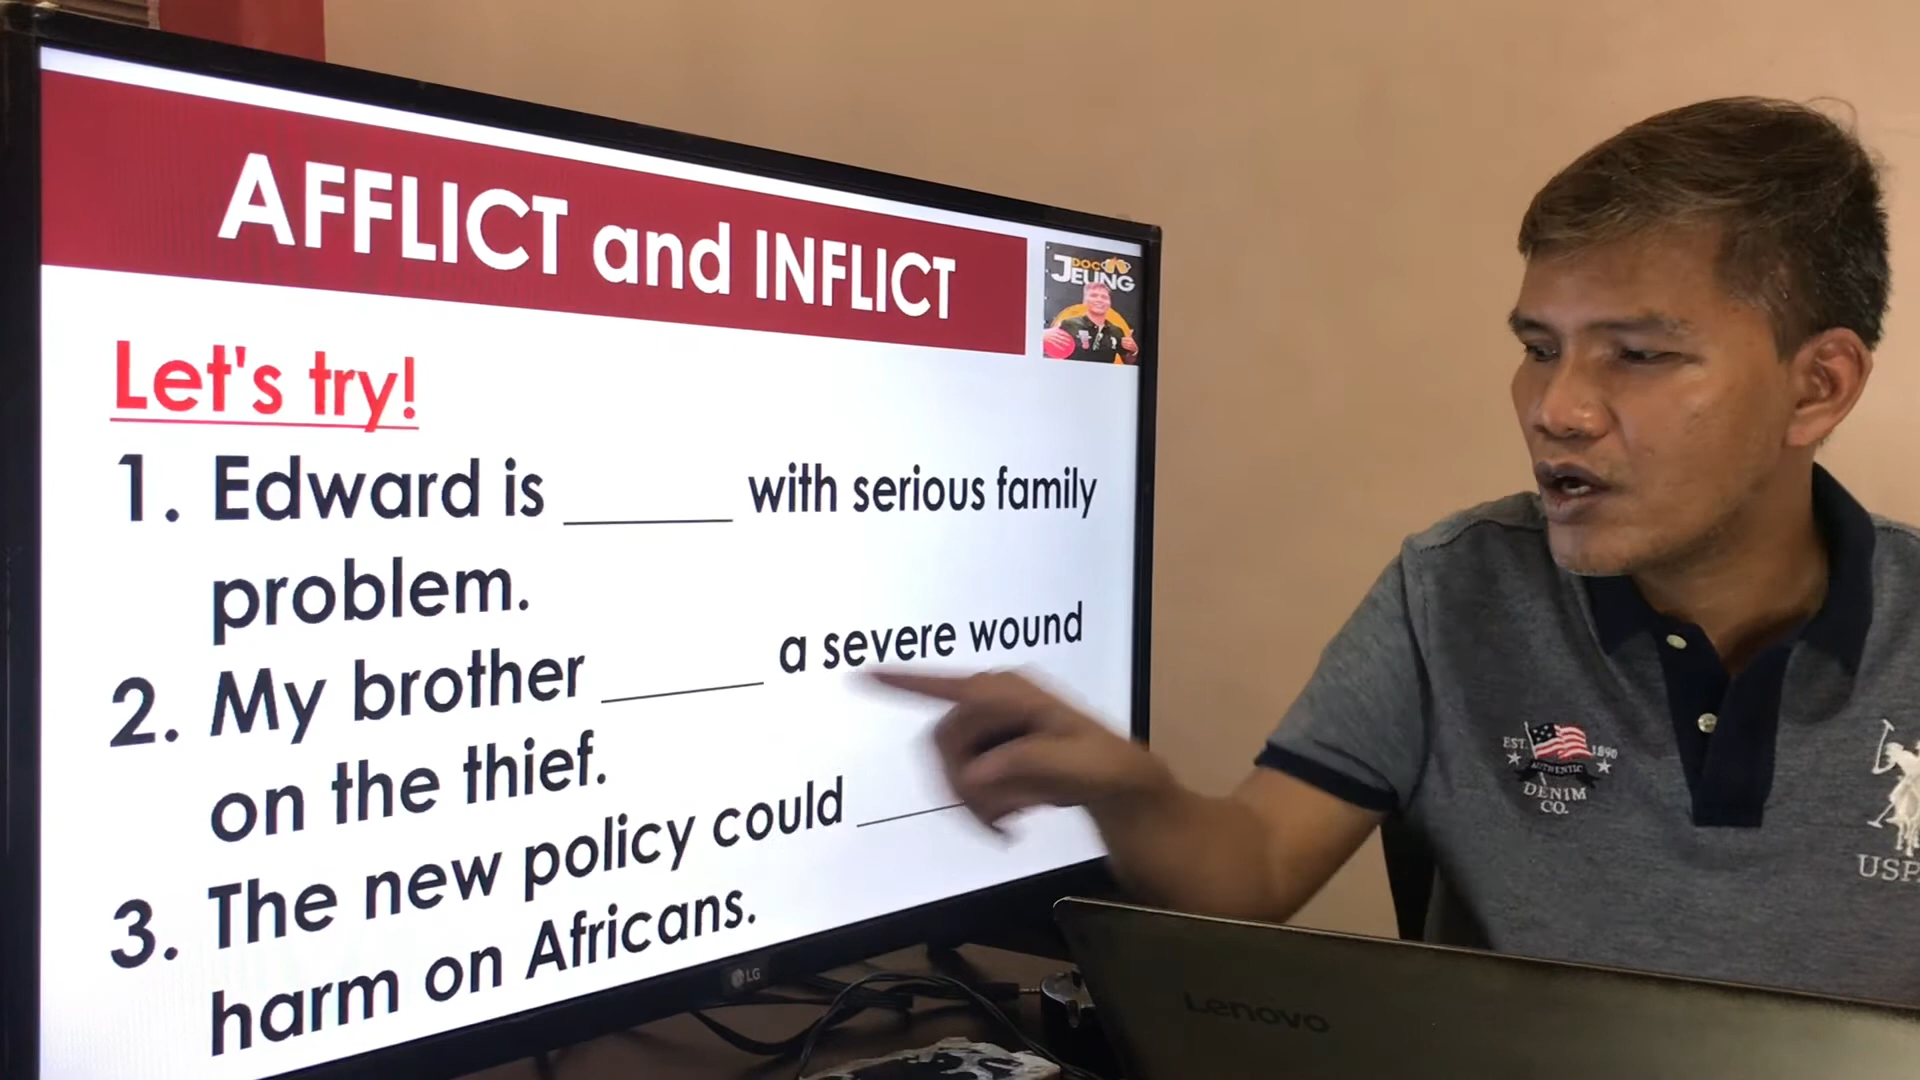 AFFLICT and INFLICT
DOC
JEUNG
Let's try!
1. Edward is ______ with serious family
problem.
2. My brother ______ a severe wound
on the thief.
3. The new policy could ____
harm on Africans.
LG
Lenovo
EST. 1890
AUTHENTIC
DENIM
CO.
USPA